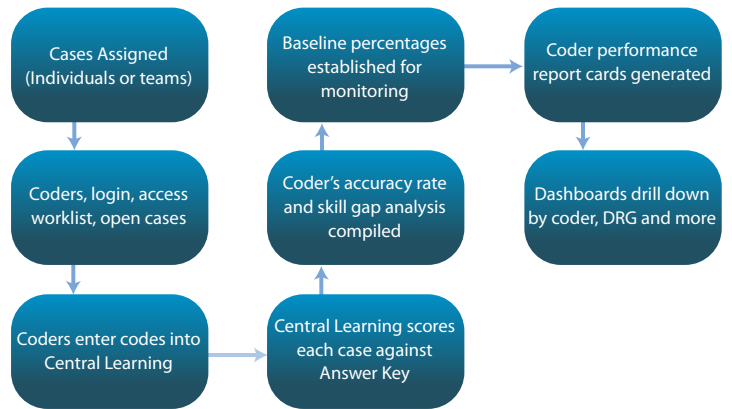 Cases Assigned
(Individuals or teams)
Coders, login, access
worklist, open cases
Coders enter codes into
Central Learning
Central Learning scores
each case against
Answer Key
Coder's accuracy rate
and skill gap analysis
compiled
Baseline percentages
established for
monitoring
Coder performance
report cards generated
Dashboards drill down
by coder, DRG and more